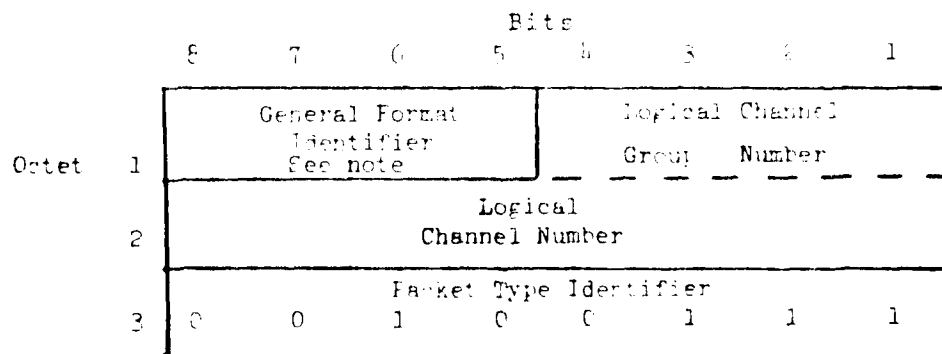 Bits
8 7 6 5 4 3 2 1
General Format Logical Channel
Identifier
Octet 1 See note Group Number
Logical
2 Channel Number
Packet Type Identifier
3 0 0 1 0 0 1 1 1